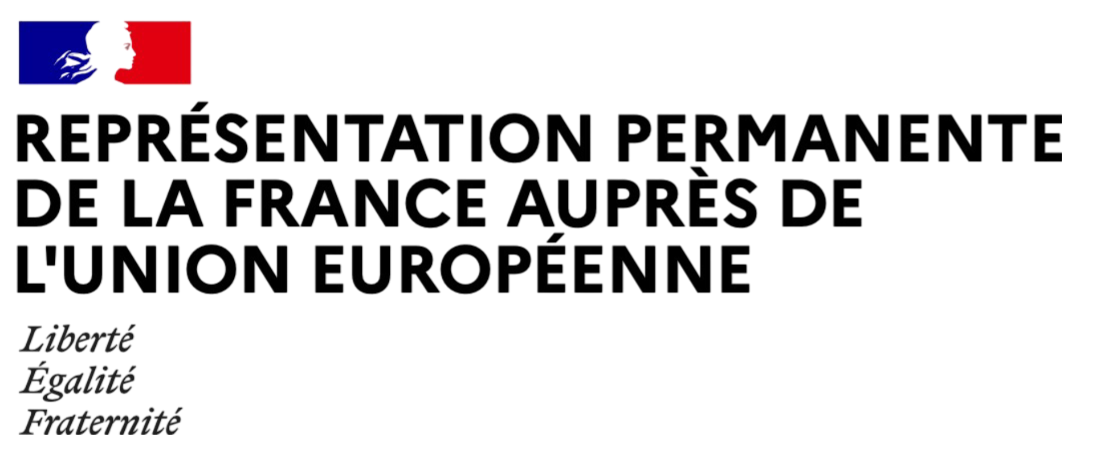 REPRÉSENTATION PERMANENTE
DE LA FRANCE AUPRÈS DE
L'UNION EUROPÉENNE
Liberté
Égalité
Fraternité